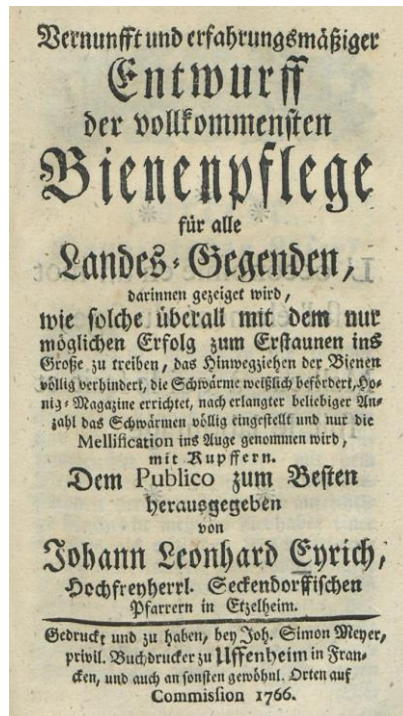 Vernunfft und erfahrungsmäßiger
Entwurff
der vollkommensten
Bienenpflege
für alle
Landes-Gegenden,
darinnen gezeiget wird,
wie solche überall mit dem nur
möglichen Erfolg zum Erstaunen ins
Große zu treiben, das Hinwegziehen der Bienen
völlig verhindert, die Schwärme weißlich befördert, Ho-
nig-Magazine errichtet, nach erlangter beliebiger An-
zahl das Schwärmen völlig eingestellt und nur die
Mellification ins Auge genommen wird,
mit Kupffern.
Dem Publico zum Besten
herausgegeben
von
Johann Leonhard Eyrich,
Hochfreyherrl. Seckendorffischen
Pfarrern in Etzelheim.
Gedruckt und zu haben, bey Joh. Simon Meyer,
privil. Buchdrucker zu Uffenheim in Fran-
cken, und auch an sonsten gewöhnl. Orten auf
Commission 1766.